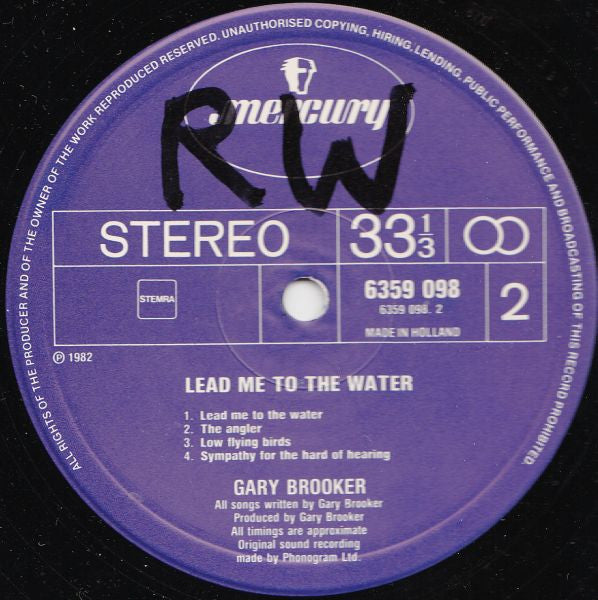 ALL RIGHTS OF THE PRODUCER AND OF THE OWNER OF THE WORK REPRODUCED RESERVED. UNAUTHORISED COPYING, HIRING, LENDING, PUBLIC PERFORMANCE AND BROADCASTING OF THIS RECORD PROHIBITED.
mercury
RW
STEREO
33 1/3
STEMRA
6359 098
6359 098. 2
MADE IN HOLLAND
2
℗ 1982
LEAD ME TO THE WATER
1. Lead me to the water
2. The angler
3. Low flying birds
4. Sympathy for the hard of hearing
GARY BROOKER
All songs written by Gary Brooker
Produced by Gary Brooker
All timings are approximate
Original sound recording
made by Phonogram Ltd.